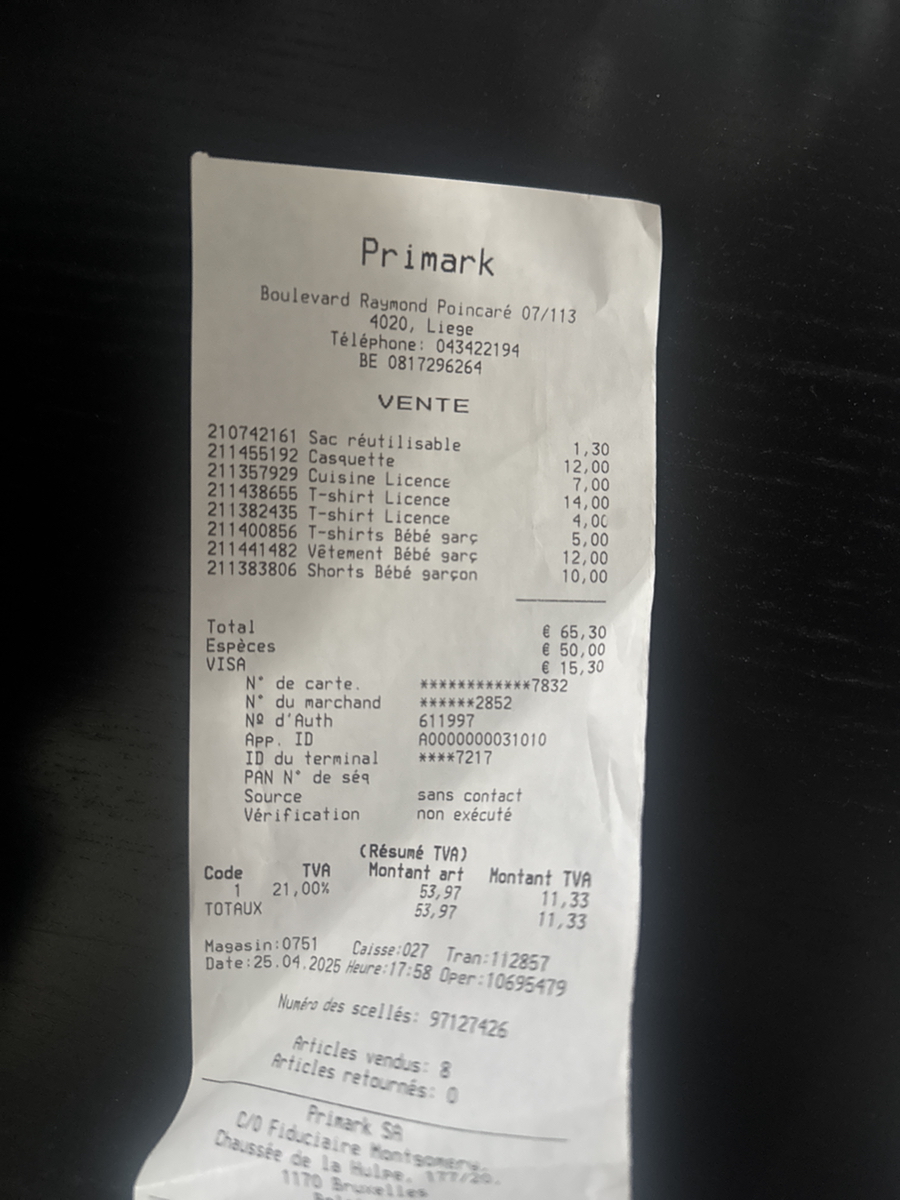 Primark
Boulevard Raymond Poincaré 07/113
4020, Liege
Téléphone: 043422194
BE 0817296264
VENTE
210742161 Sac réutilisable 1,30
211455192 Casquette 12,00
211357929 Cuisine Licence 7,00
211438655 T-shirt Licence 14,00
211382435 T-shirt Licence 4,00
211400856 T-shirts Bébé garç 5,00
211441482 Vêtement Bébé garç 12,00
211383806 Shorts Bébé garçon 10,00
Total € 65,30
Espèces € 50,00
VISA € 15,30
N° de carte. ************7832
N° du marchand ******2852
Nº d'Auth 611997
App. ID A0000000031010
ID du terminal ****7217
PAN N° de séq
Source sans contact
Vérification non exécuté
(Résumé TVA)
Code TVA Montant art Montant TVA
1 21,00% 53,97 11,33
TOTAUX 53,97 11,33
Magasin:0751 Caisse:027 Tran:112857
Date:25.04.2025 Heure:17:58 Oper:10695479
Numéro des scellés: 97127426
Articles vendus: 8
Articles retournés: 0
Primark SA
C/O Fiduciaire Montgomery,
Chaussée de la Hulpe, 177/20.
1170 Bruxelles